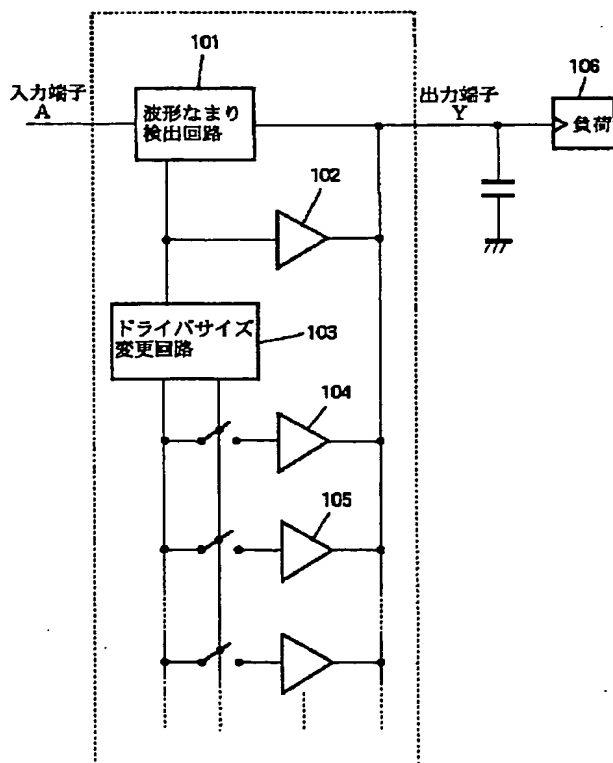 101
入力端子
A
波形なまり
検出回路
出力端子
Y
106
負荷
102
ドライバサイズ
変更回路
103
104
105